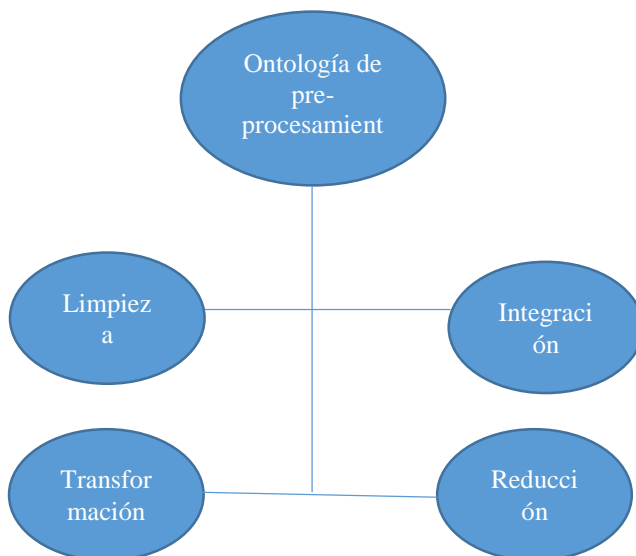 Ontología de
pre-
procesamient
Limpiez
a
Integraci
ón
Transfor
mación
Reducci
ón